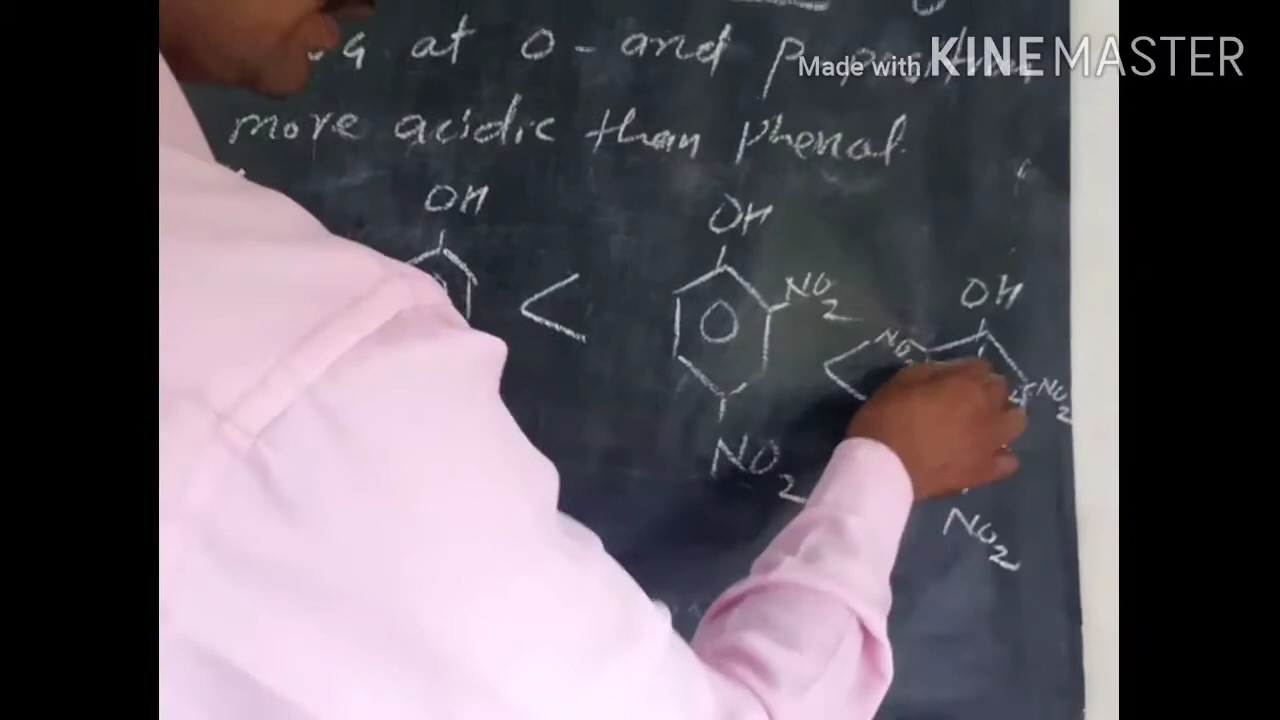 at o- and
Made with KINEMASTER
more acidic than phenol.
OH
OH
<
NO2
OH
<
NO2
NO2
NO2
NO2